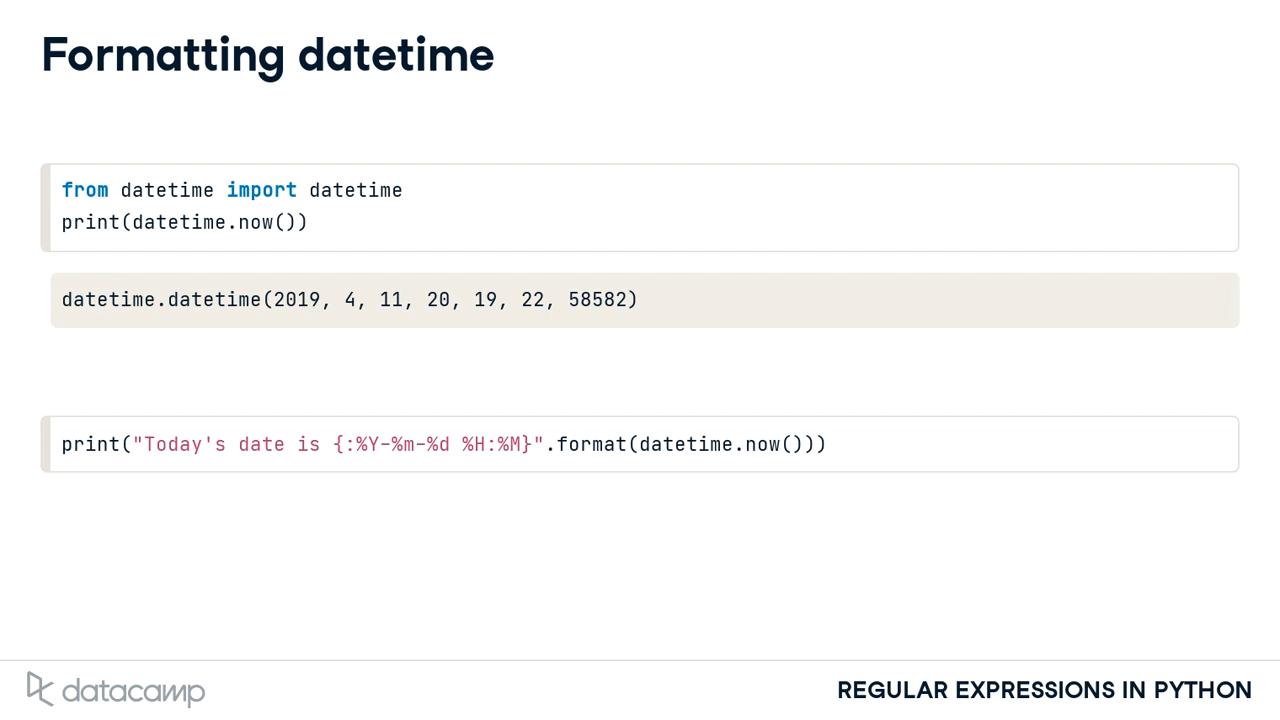 Formatting datetime
from datetime import datetime
print(datetime.now())
datetime.datetime(2019, 4, 11, 20, 19, 22, 58582)
print("Today's date is {:%Y-%m-%d %H:%M}".format(datetime.now()))
datacamp
REGULAR EXPRESSIONS IN PYTHON